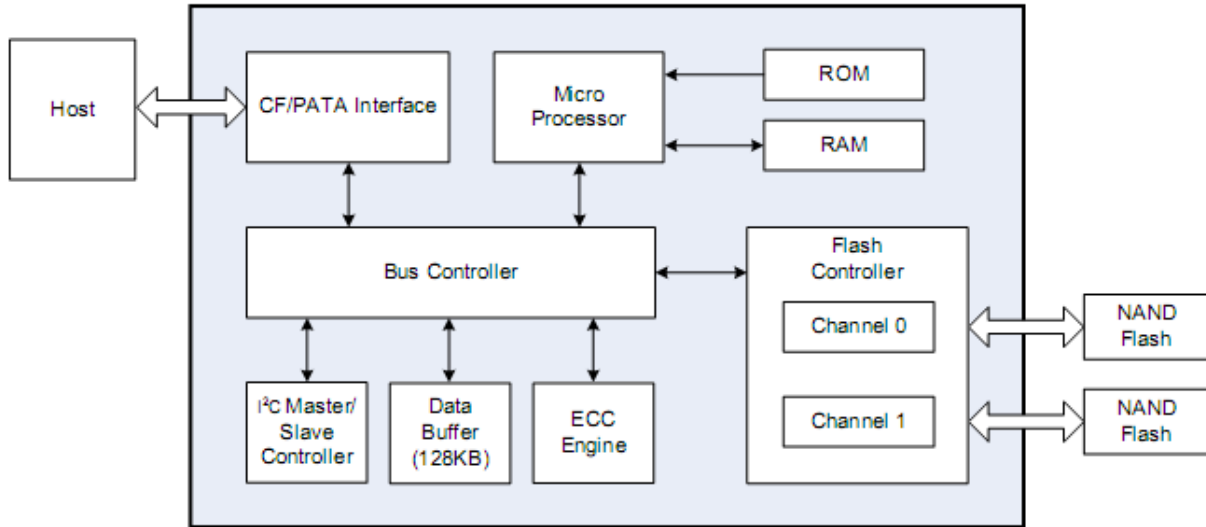 Host
CF/PATA Interface
Micro
Processor
ROM
RAM
Bus Controller
Flash
Controller
Channel 0
Channel 1
NAND
Flash
NAND
Flash
I²C Master/
Slave
Controller
Data
Buffer
(128KB)
ECC
Engine